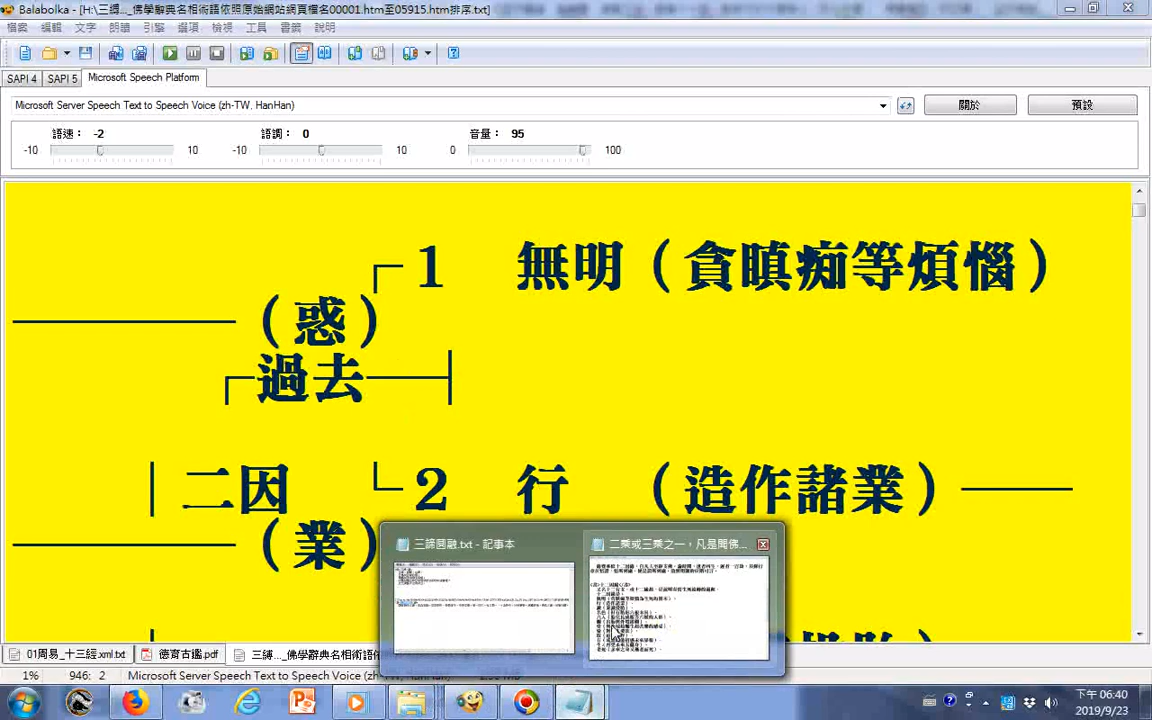 Balabolka - [H:\三縛..._佛學辭典名相術語依照原始網站網頁檔名00001.htm至05915.htm排序.txt]
檔案 編輯 文字 朗讀 引擎 選項 檢視 工具 書籤 說明
SAPI 4 SAPI 5 Microsoft Speech Platform
Microsoft Server Speech Text to Speech Voice (zh-TW, HanHan)
關於 預設
語速： -2 語調： 0 音量： 95
-10 10 -10 10 0 100
┌─1 無明（貪瞋痴等煩惱）
————（惑）
┌過去——┤
│二因 └2 行 （造作諸業）——
————（業）
三諦圓融.txt - 記事本 二乘或三乘之一，凡是聞佛...
01周易_十三經.xml.txt 德育古鑑.pdf 三縛..._佛學辭典名相術語依
1% 946: 2 Microsoft Server Speech Text to Speech Voice (zh-
下午 06:40
2019/9/23